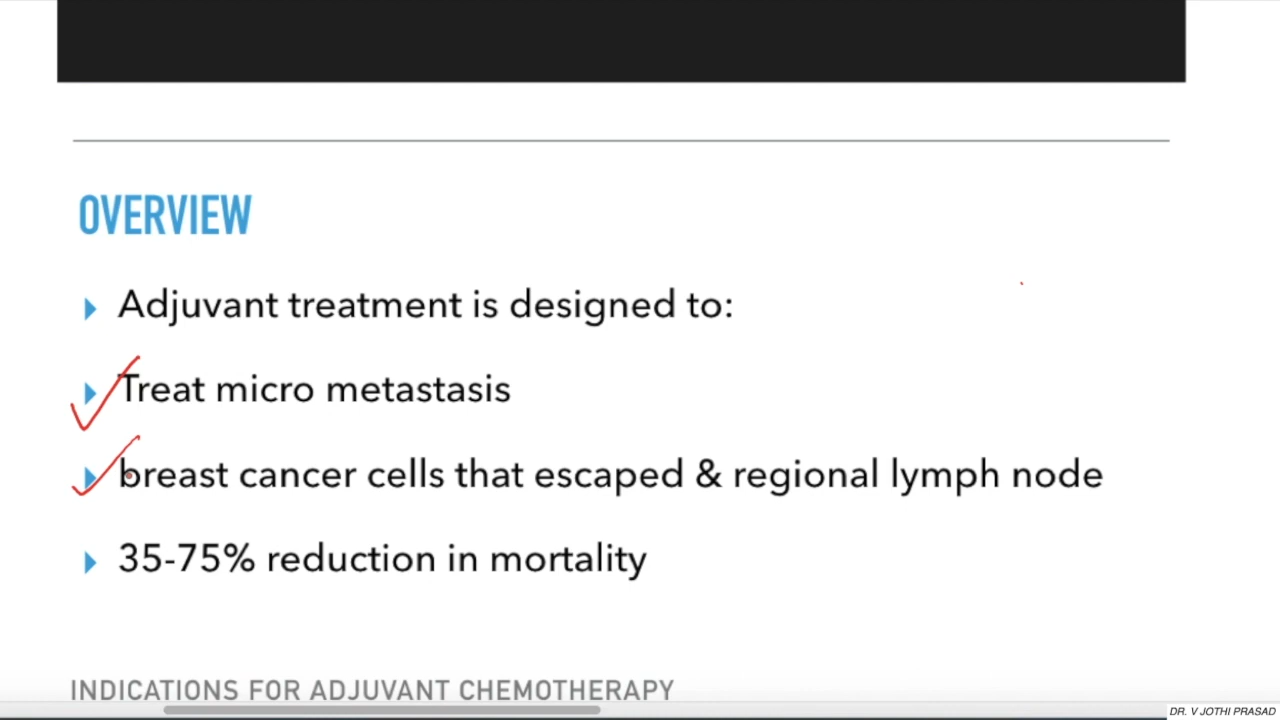 OVERVIEW
Adjuvant treatment is designed to:
Treat micro metastasis
breast cancer cells that escaped & regional lymph node
35-75% reduction in mortality
INDICATIONS FOR ADJUVANT CHEMOTHERAPY
DR. V JOTHI PRASAD